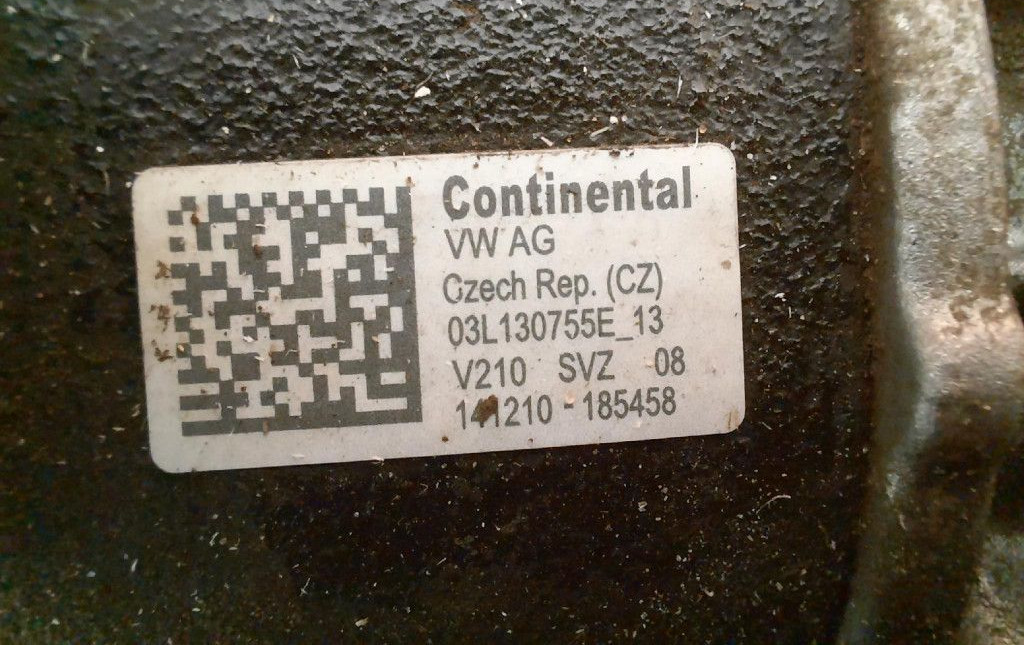 Continental
VW AG
Czech Rep. (CZ)
03L130755E_13
V210 SVZ 08
141210 - 185458